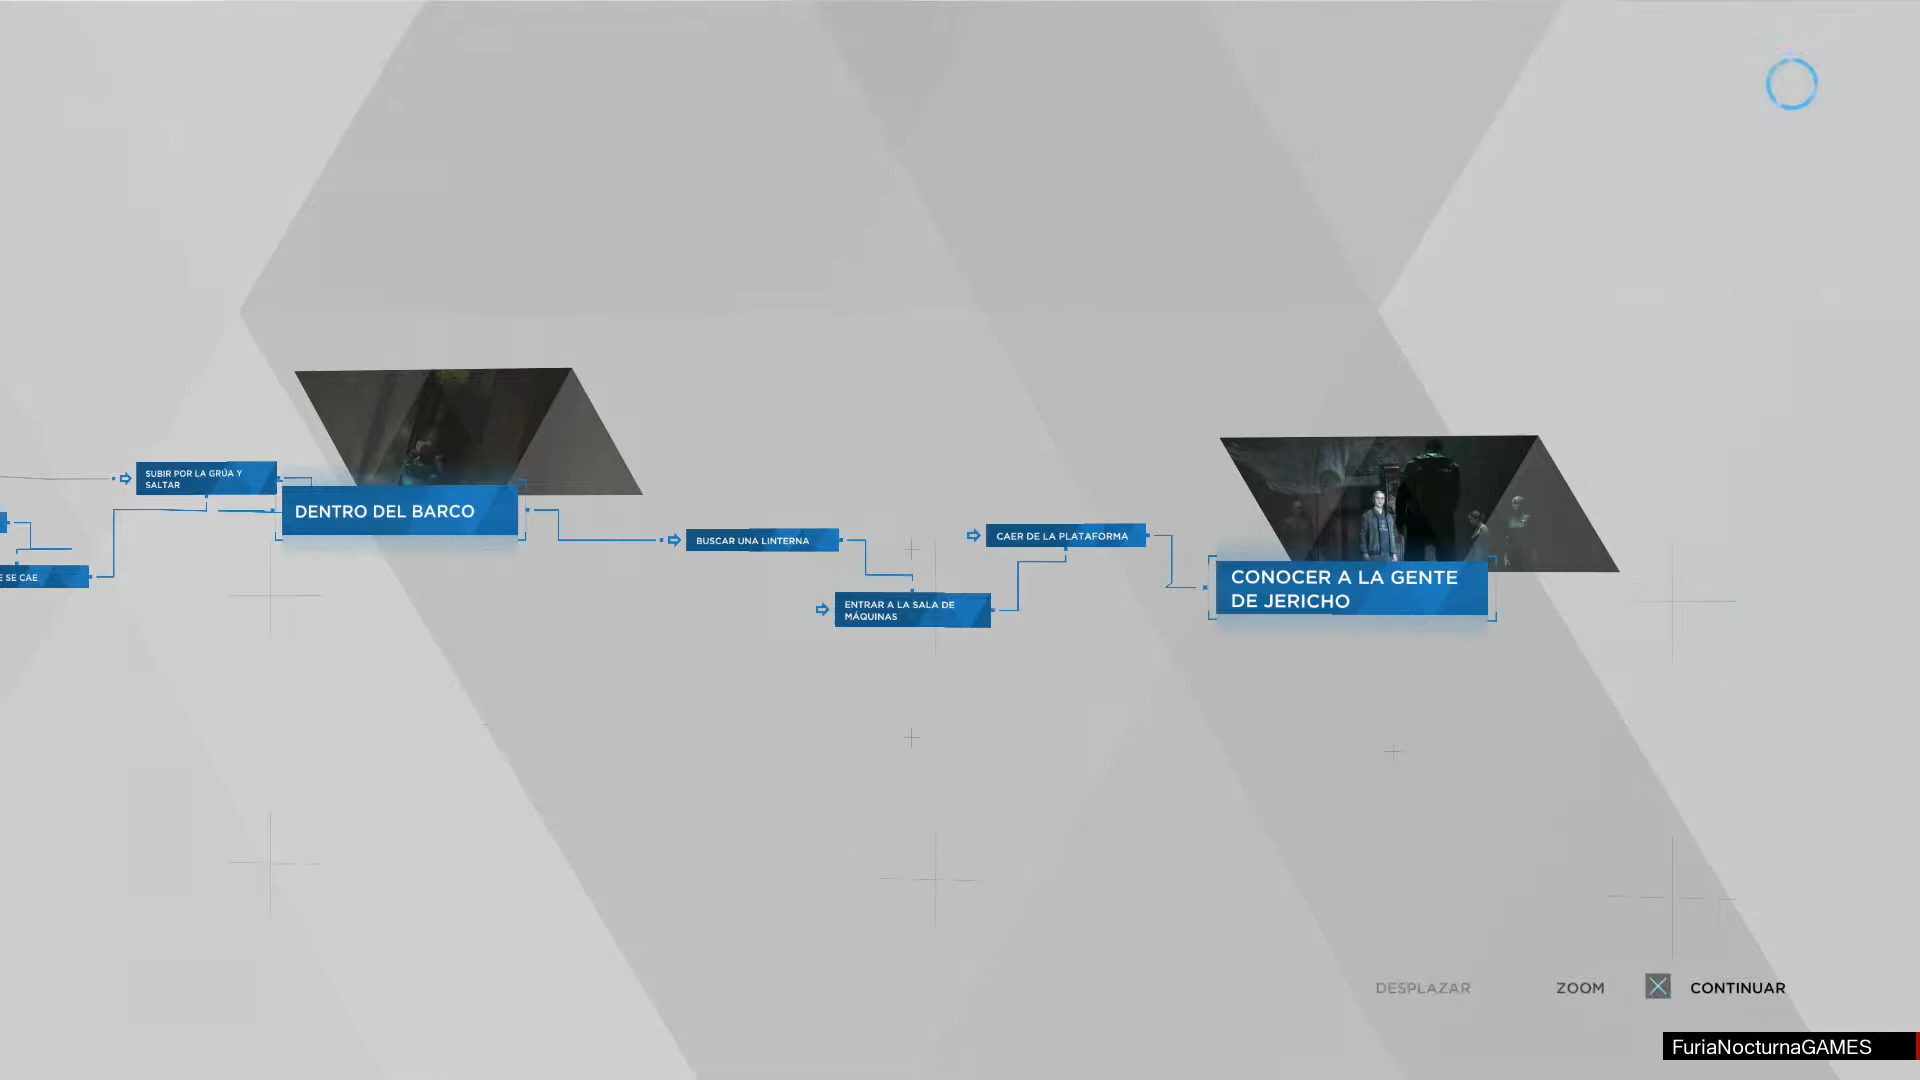 SUBIR POR LA GRÚA Y
SALTAR
E SE CAE
DENTRO DEL BARCO
BUSCAR UNA LINTERNA
ENTRAR A LA SALA DE
MÁQUINAS
CAER DE LA PLATAFORMA
CONOCER A LA GENTE
DE JERICHO
DESPLAZAR
ZOOM
CONTINUAR
FuriaNocturnaGAMES